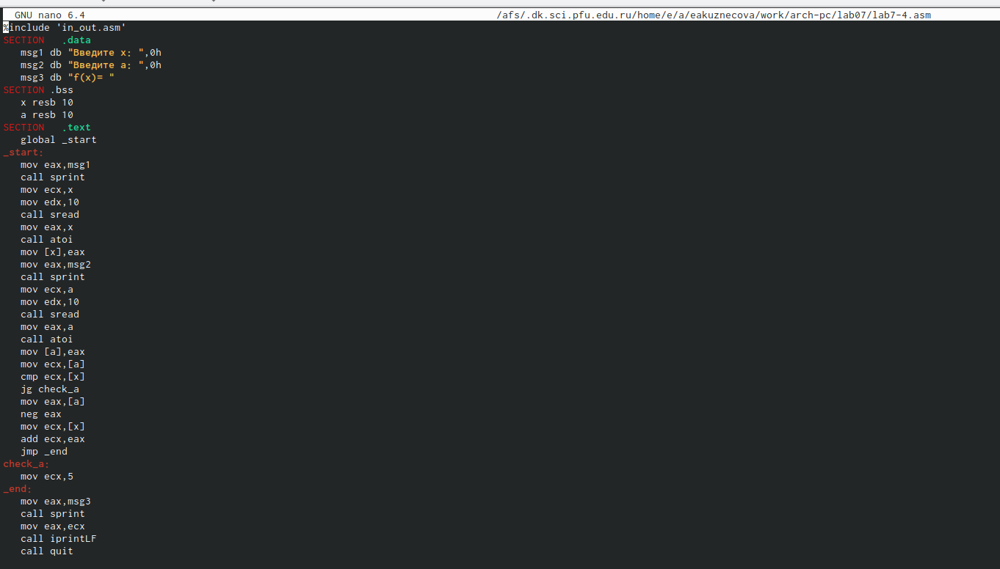 GNU nano 6.4 /afs/.dk.sci.pfu.edu.ru/home/e/a/eakuznecova/work/arch-pc/lab07/lab7-4.asm
%include 'in_out.asm'
SECTION .data
msg1 db "Введите x: ",0h
msg2 db "Введите a: ",0h
msg3 db "f(x)= "
SECTION .bss
x resb 10
a resb 10
SECTION .text
global _start
_start:
mov eax,msg1
call sprint
mov ecx,x
mov edx,10
call sread
mov eax,x
call atoi
mov [x],eax
mov eax,msg2
call sprint
mov ecx,a
mov edx,10
call sread
mov eax,a
call atoi
mov [a],eax
mov ecx,[a]
cmp ecx,[x]
jg check_a
mov eax,[a]
neg eax
mov ecx,[x]
add ecx,eax
jmp _end
check_a:
mov ecx,5
_end:
mov eax,msg3
call sprint
mov eax,ecx
call iprintLF
call quit